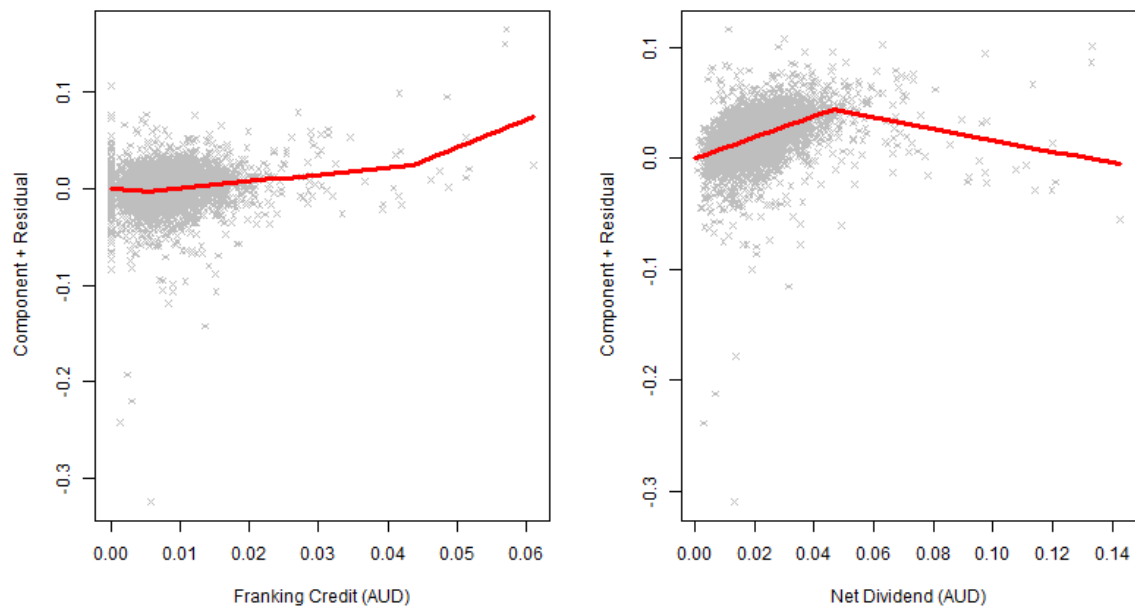 Component + Residual
0.1
0.0
-0.1
-0.2
-0.3
0.00 0.01 0.02 0.03 0.04 0.05 0.06
Franking Credit (AUD)
Component + Residual
0.1
0.0
-0.1
-0.2
-0.3
0.00 0.02 0.04 0.06 0.08 0.10 0.12 0.14
Net Dividend (AUD)